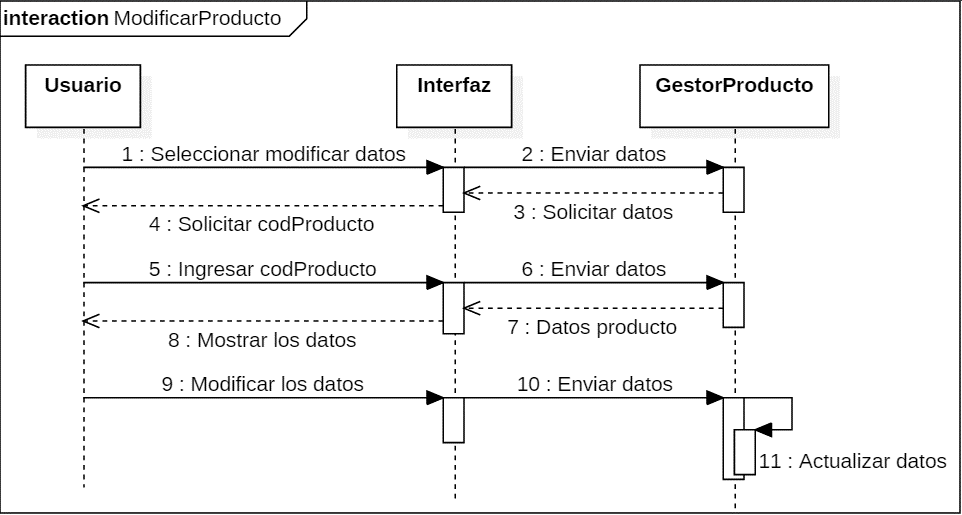 interaction ModificarProducto
Usuario
Interfaz
GestorProducto
1 : Seleccionar modificar datos
2 : Enviar datos
3 : Solicitar datos
4 : Solicitar codProducto
5 : Ingresar codProducto
6 : Enviar datos
7 : Datos producto
8 : Mostrar los datos
9 : Modificar los datos
10 : Enviar datos
11 : Actualizar datos